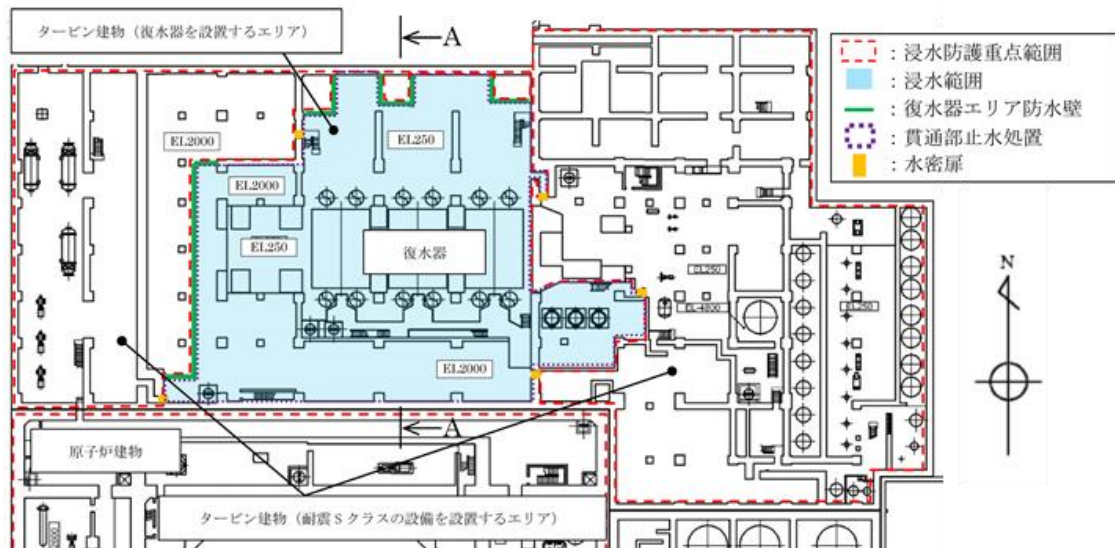 タービン建物（復水器を設置するエリア）
A
：浸水防護重点範囲
：浸水範囲
：復水器エリア防水壁
：貫通部止水処置
：水密扉
EL2000
EL250
EL2000
EL250
復水器
EL250
EL-4800
EL250
N
EL2000
A
原子炉建物
タービン建物（耐震Sクラスの設備を設置するエリア）